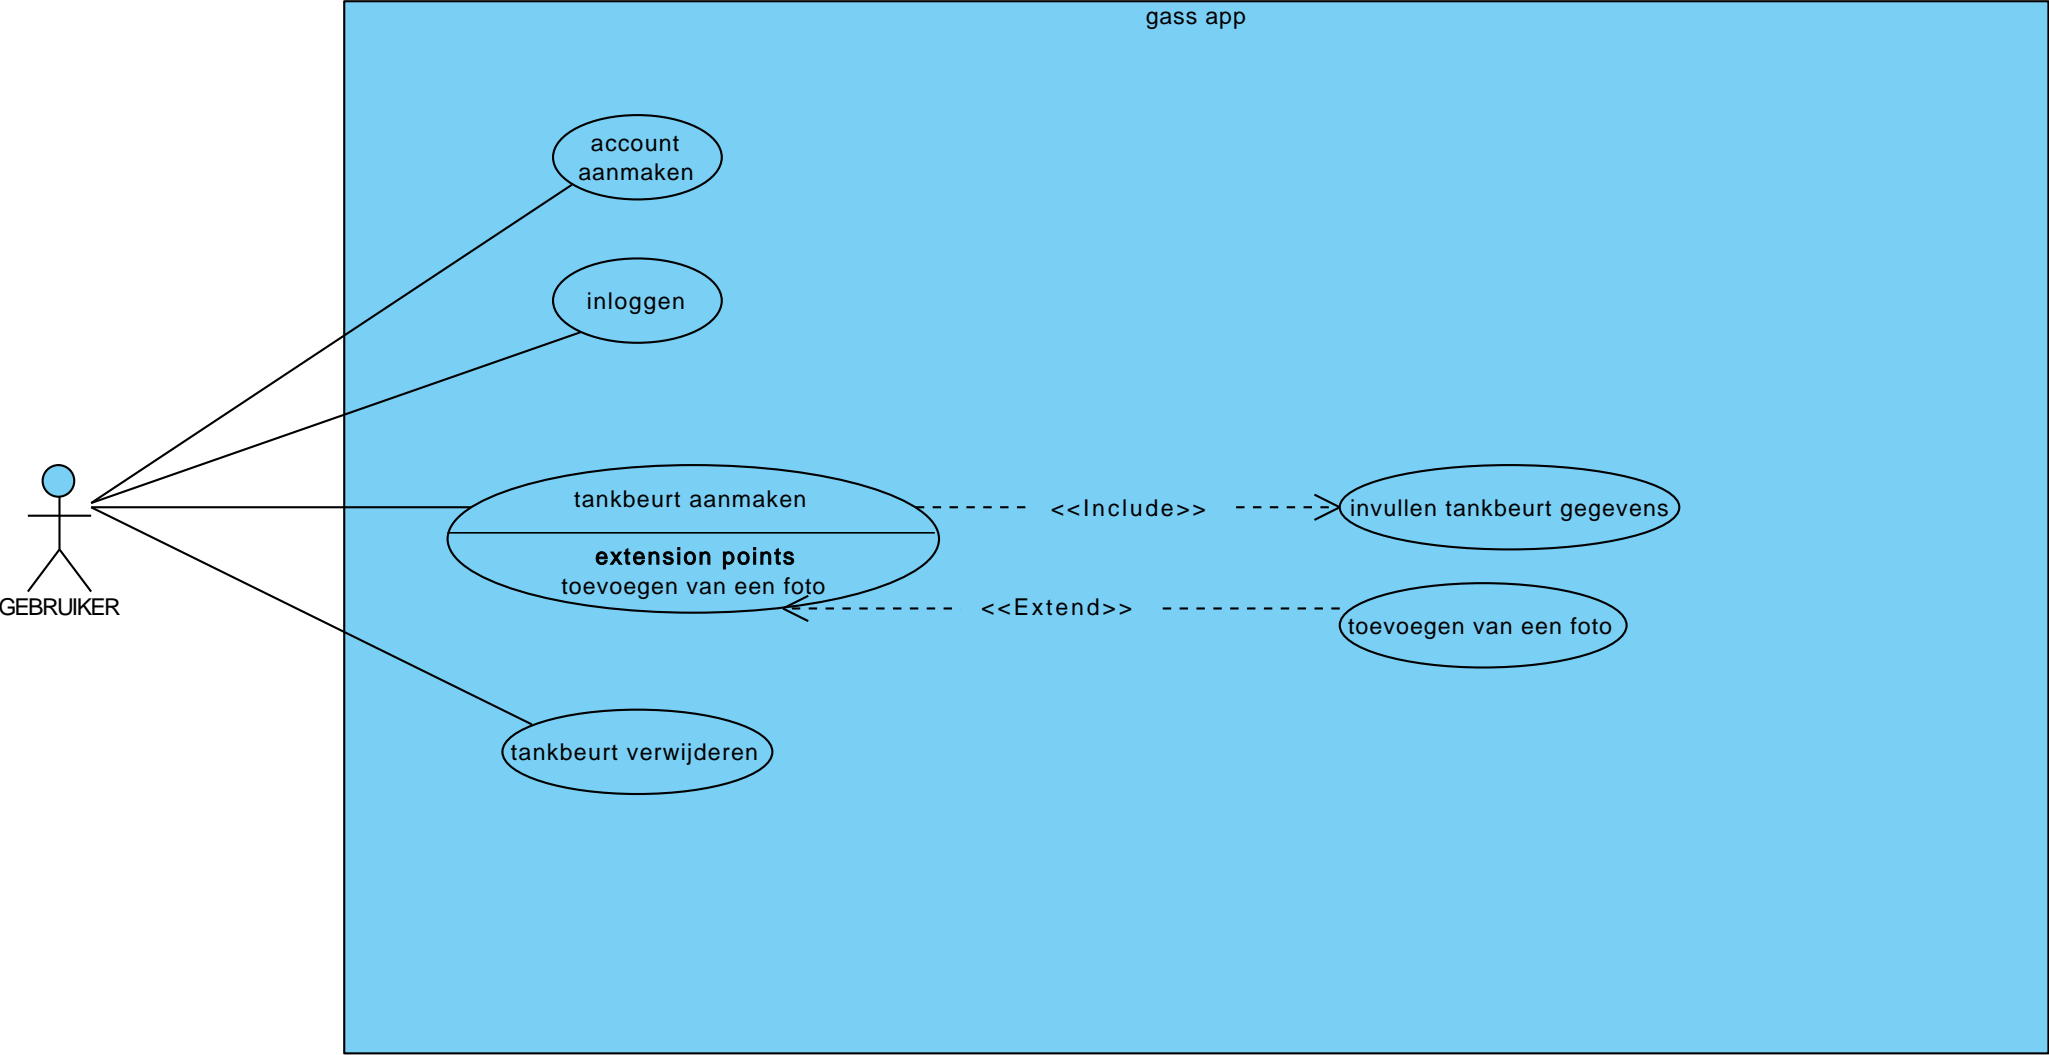 gass app
account
aanmaken
inloggen
tankbeurt aanmaken
extension points
toevoegen van een foto
<<Include>>
invullen tankbeurt gegevens
<<Extend>>
toevoegen van een foto
GEBRUIKER
tankbeurt verwijderen